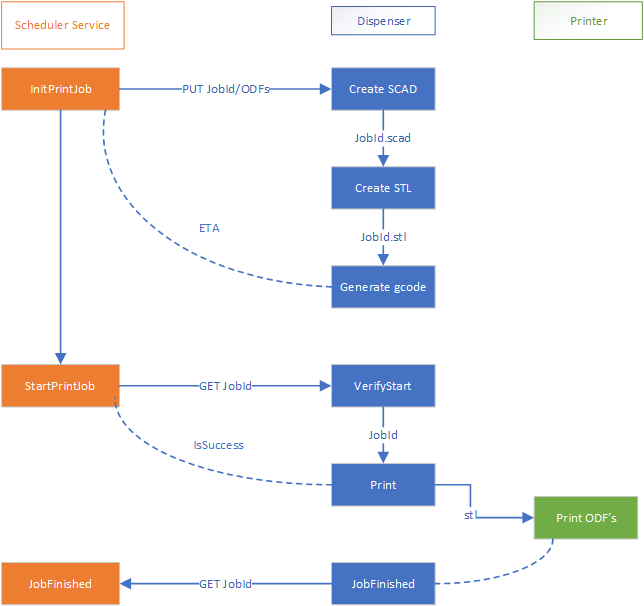 Scheduler Service
Dispenser
Printer
InitPrintJob
PUT JobId/ODFs
Create SCAD
JobId.scad
Create STL
ETA
JobId.stl
Generate gcode
StartPrintJob
GET JobId
VerifyStart
JobId
IsSuccess
Print
stl
Print ODF's
JobFinished
GET JobId
JobFinished